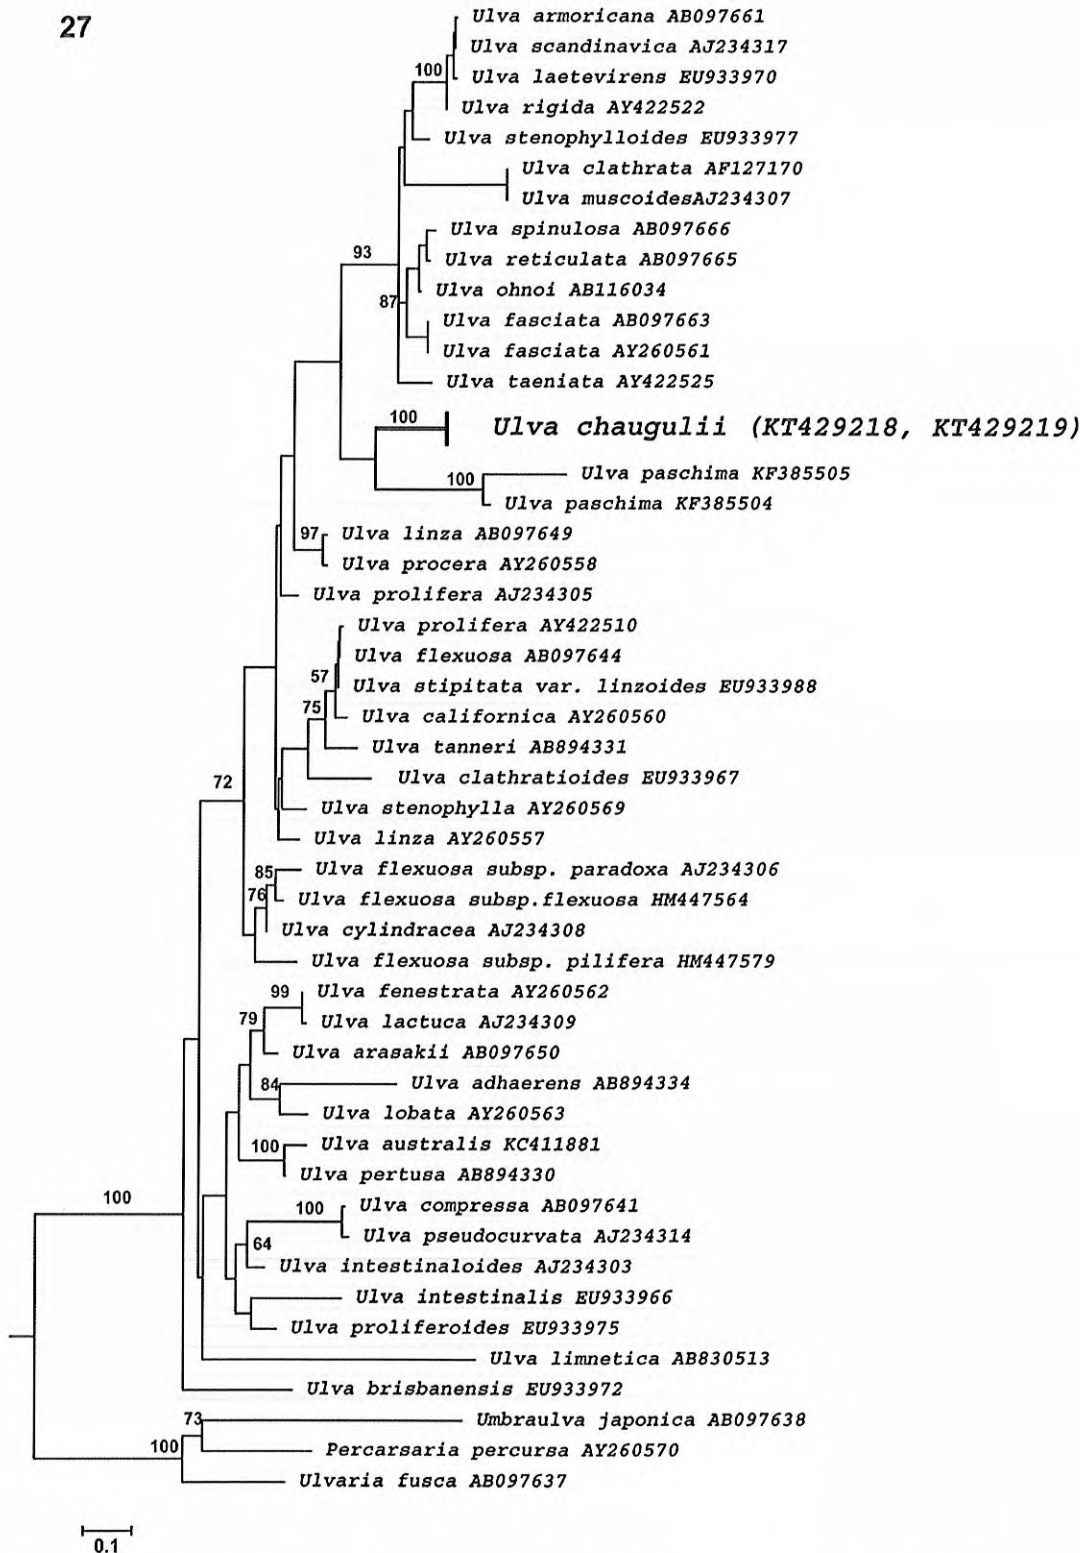 27
Ulva armoricana AB097661
Ulva scandinavica AJ234317
100
Ulva laetevirens EU933970
Ulva rigida AY422522
Ulva stenophylloides EU933977
Ulva clathrata AF127170
Ulva muscoidesAJ234307
Ulva spinulosa AB097666
93
Ulva reticulata AB097665
Ulva ohnoi AB116034
87
Ulva fasciata AB097663
Ulva fasciata AY260561
Ulva taeniata AY422525
100
Ulva chaugulii (KT429218, KT429219)
Ulva paschima KF385505
100
Ulva paschima KF385504
97
Ulva linza AB097649
Ulva procera AY260558
Ulva prolifera AJ234305
Ulva prolifera AY422510
Ulva flexuosa AB097644
57
Ulva stipitata var. linzoides EU933988
75
Ulva californica AY260560
Ulva tanneri AB894331
72
Ulva clathratioides EU933967
Ulva stenophylla AY260569
Ulva linza AY260557
85
Ulva flexuosa subsp. paradoxa AJ234306
76
Ulva flexuosa subsp.flexuosa HM447564
Ulva cylindracea AJ234308
Ulva flexuosa subsp. pilifera HM447579
99
Ulva fenestrata AY260562
79
Ulva lactuca AJ234309
Ulva arasakii AB097650
84
Ulva adhaerens AB894334
Ulva lobata AY260563
100
Ulva australis KC411881
Ulva pertusa AB894330
100
100
Ulva compressa AB097641
Ulva pseudocurvata AJ234314
64
Ulva intestinaloides AJ234303
Ulva intestinalis EU933966
Ulva proliferoides EU933975
Ulva limnetica AB830513
Ulva brisbanensis EU933972
73
Umbraulva japonica AB097638
100
Percarsaria percursa AY260570
Ulvaria fusca AB097637
0.1